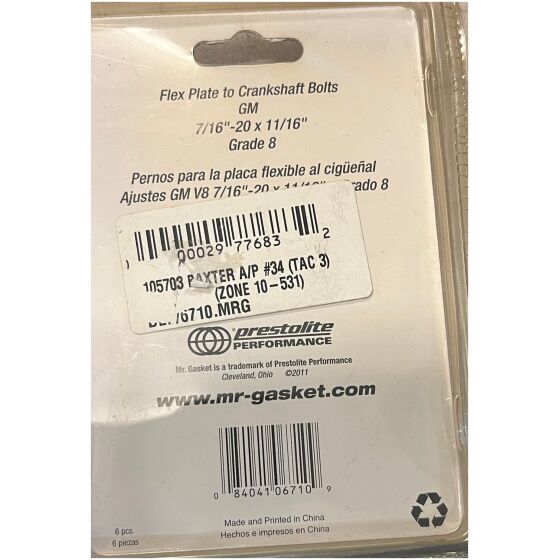 Flex Plate to Crankshaft Bolts
GM
7/16"-20 x 11/16"
Grade 8
Pernos para la placa flexible al cigüeñal
Ajustes GM V8 7/16"-20 x 11/16" Grado 8
00029 77683 2
105703 BAXTER A/P #34 (TAC 3)
(ZONE 10-531)
76710.MRG
prestolite
PERFORMANCE
Mr. Gasket is a trademark of Prestolite Performance
Cleveland, Ohio ©2011
www.mr-gasket.com
0 84041 06710 9
6 pcs.
6 piezas
Made and Printed in China
Hechos e impresos en China